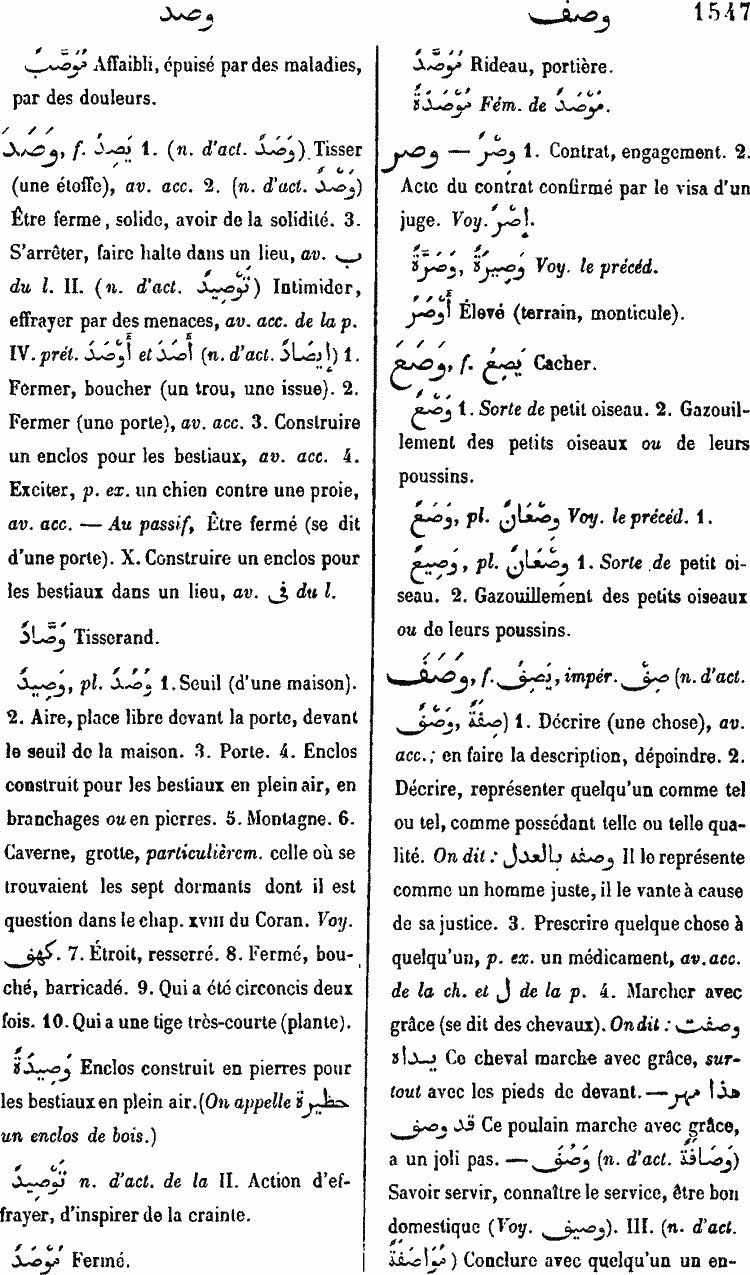 وصد
وصف
1547
مُوَصَّبٌ Affaibli, épuisé par des maladies,
par des douleurs.
وَصَدَ, f. يَصِدُ 1. (n. d'act. وَصْدٌ) Tisser
(une étoffe), av. acc. 2. (n. d'act. وَصْدٌ)
Être ferme, solide, avoir de la solidité. 3.
S'arrêter, faire halte dans un lieu, av. ب
du l. II. (n. d'act. تَوْصِيدٌ) Intimider,
effrayer par des menaces, av. acc. de la p.
IV. prét. أَوْصَدَ et أَصَدَ (n. d'act. إِيصَادٌ) 1.
Fermer, boucher (un trou, une issue). 2.
Fermer (une porte), av. acc. 3. Construire
un enclos pour les bestiaux, av. acc. 4.
Exciter, p. ex. un chien contre une proie,
av. acc. — Au passif, Être fermé (se dit
d'une porte). X. Construire un enclos pour
les bestiaux dans un lieu, av. فى du l.
وَصَّادٌ Tisserand.
وَصِيدٌ, pl. وُصُدٌ 1. Seuil (d'une maison).
2. Aire, place libre devant la porte, devant
le seuil de la maison. 3. Porte. 4. Enclos
construit pour les bestiaux en plein air, en
branchages ou en pierres. 5. Montagne. 6.
Caverne, grotte, particulièrem. celle où se
trouvaient les sept dormants dont il est
question dans le chap. XVIII du Coran. Voy.
كهف. 7. Étroit, resserré. 8. Fermé, bou-
ché, barricadé. 9. Qui a été circoncis deux
fois. 10. Qui a une tige très-courte (plante).
وَصِيدَةٌ Enclos construit en pierres pour
les bestiaux en plein air. (On appelle حظيرة
un enclos de bois.)
تَوْصِيدٌ n. d'act. de la II. Action d'ef-
frayer, d'inspirer de la crainte.
مُوصَدٌ Fermé.
مُوَصَّدٌ Rideau, portière.
مُوصَدَةٌ Fém. de مُوصَدٌ.
وصر — وِصْرٌ 1. Contrat, engagement. 2.
Acte du contrat confirmé par le visa d'un
juge. Voy. إِصْرٌ.
وَصِيرَةٌ, وَصَرَّةٌ Voy. le précéd.
أَوْصَرُ Élevé (terrain, monticule).
وَصَعَ, f. يَصِعُ Cacher.
وَصْعٌ 1. Sorte de petit oiseau. 2. Gazouil-
lement des petits oiseaux ou de leurs
poussins.
وَصَعٌ, pl. وِصْعَانٌ Voy. le précéd. 1.
وَصِيعٌ, pl. وِصْعَانٌ 1. Sorte de petit oi-
seau. 2. Gazouillement des petits oiseaux
ou de leurs poussins.
وَصَفَ, f. يَصِفُ, impér. صِفْ (n. d'act.
صِفَةٌ, وَصْفٌ) 1. Décrire (une chose), av.
acc.; en faire la description, dépeindre. 2.
Décrire, représenter quelqu'un comme tel
ou tel, comme possédant telle ou telle qua-
lité. On dit: وصفه بالعدل Il le représente
comme un homme juste, il le vante à cause
de sa justice. 3. Prescrire quelque chose à
quelqu'un, p. ex. un médicament, av. acc.
de la ch. et ل de la p. 4. Marcher avec
grâce (se dit des chevaux). On dit: وصفت
يداه Ce cheval marche avec grâce, sur-
tout avec les pieds de devant. — هذا مهر
قد وصف Ce poulain marche avec grâce,
a un joli pas. — وَصُفَ (n. d'act. وَصَافَةٌ)
Savoir servir, connaître le service, être bon
domestique (Voy. وصيف). III. (n. d'act.
مُوَاصَفَةٌ) Conclure avec quelqu'un un en-